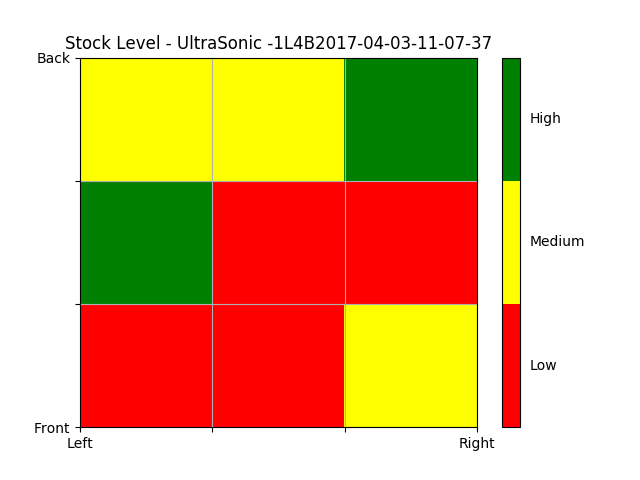 Stock Level - UltraSonic -1L4B2017-04-03-11-07-37
Back
High
Medium
Low
Front
Left
Right